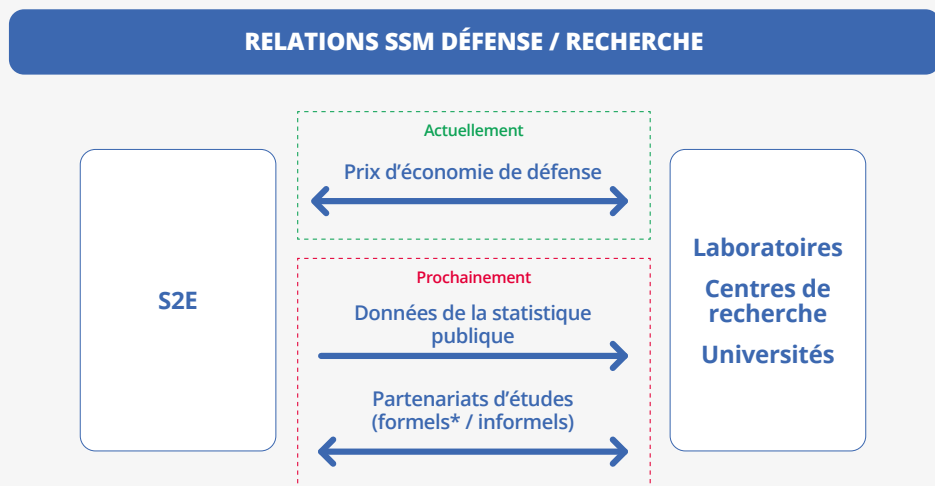 RELATIONS SSM DÉFENSE / RECHERCHE
Actuellement
Prix d’économie de défense
S2E
Prochainement
Données de la statistique
publique
Partenariats d’études
(formels* / informels)
Laboratoires
Centres de
recherche
Universités